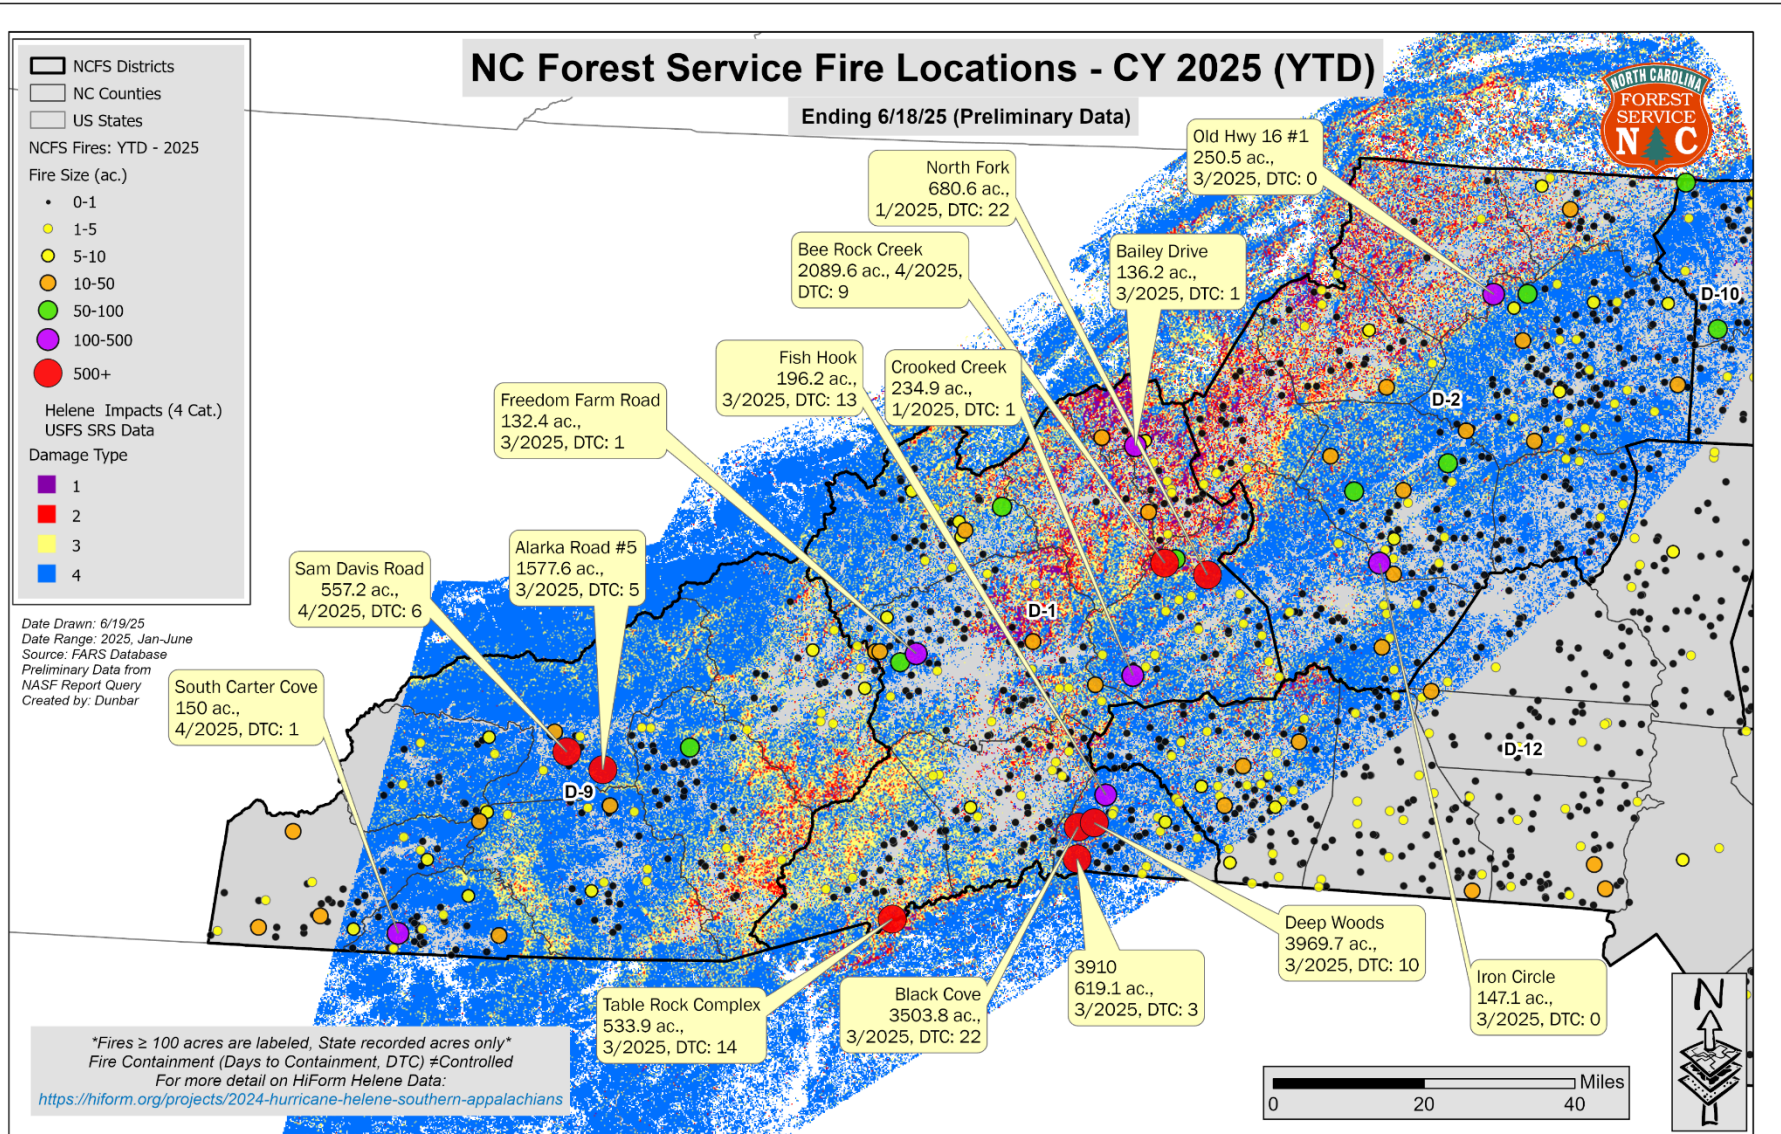 NC Forest Service Fire Locations - CY 2025 (YTD)
Ending 6/18/25 (Preliminary Data)
NORTH CAROLINA
FOREST
SERVICE
N C
NCFS Districts
NC Counties
US States
NCFS Fires: YTD - 2025
Fire Size (ac.)
0-1
1-5
5-10
10-50
50-100
100-500
500+
Helene Impacts (4 Cat.)
USFS SRS Data
Damage Type
1
2
3
4
Date Drawn: 6/19/25
Date Range: 2025, Jan-June
Source: FARS Database
Preliminary Data from
NASF Report Query
Created by: Dunbar
Old Hwy 16 #1
250.5 ac.,
3/2025, DTC: 0
North Fork
680.6 ac.,
1/2025, DTC: 22
Bee Rock Creek
2089.6 ac., 4/2025,
DTC: 9
Bailey Drive
136.2 ac.,
3/2025, DTC: 1
Fish Hook
196.2 ac.,
3/2025, DTC: 13
Crooked Creek
234.9 ac.,
1/2025, DTC: 1
Freedom Farm Road
132.4 ac.,
3/2025, DTC: 1
Alarka Road #5
1577.6 ac.,
3/2025, DTC: 5
Sam Davis Road
557.2 ac.,
4/2025, DTC: 6
South Carter Cove
150 ac.,
4/2025, DTC: 1
D-10
D-2
D-1
D-12
D-9
Table Rock Complex
533.9 ac.,
3/2025, DTC: 14
Black Cove
3503.8 ac.,
3/2025, DTC: 22
3910
619.1 ac.,
3/2025, DTC: 3
Deep Woods
3969.7 ac.,
3/2025, DTC: 10
Iron Circle
147.1 ac.,
3/2025, DTC: 0
*Fires ≥ 100 acres are labeled, State recorded acres only*
Fire Containment (Days to Containment, DTC) ≠Controlled
For more detail on HiForm Helene Data:
https://hiform.org/projects/2024-hurricane-helene-southern-appalachians
Miles
0 20 40
N